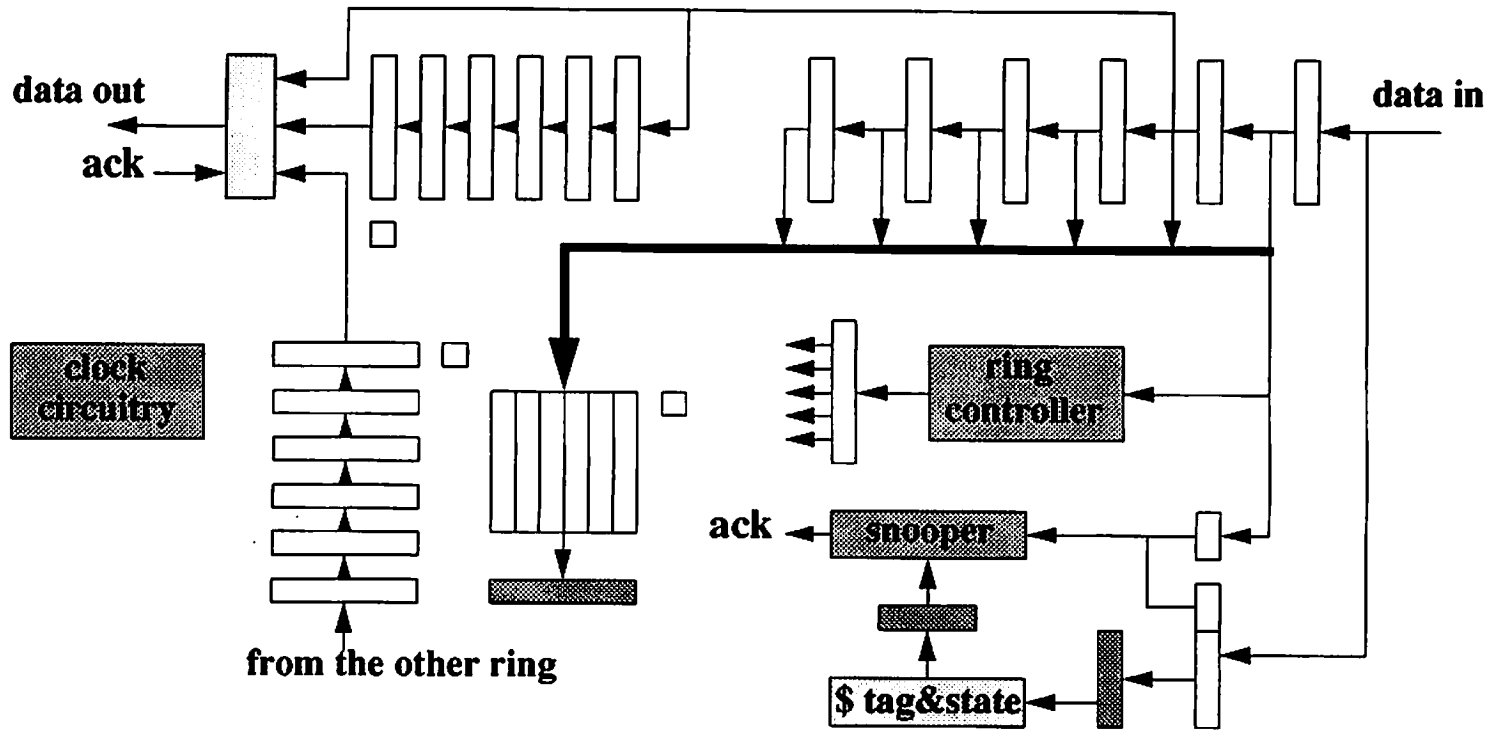 data out
data in
ack
clock
circuitry
ring
controller
ack
snooper
from the other ring
$ tag&state